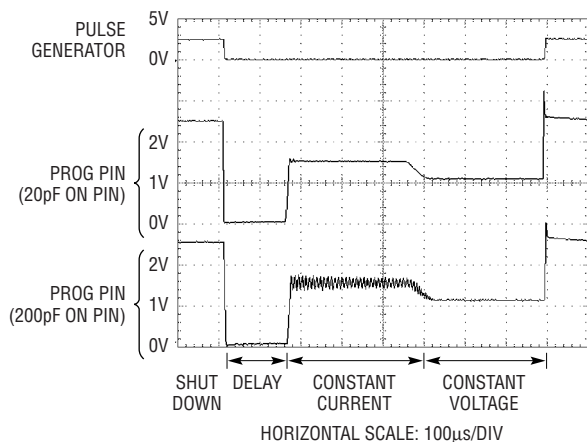 PULSE
GENERATOR
5V
0V
PROG PIN
(20pF ON PIN)
2V
1V
0V
PROG PIN
(200pF ON PIN)
2V
1V
0V
SHUT
DOWN
DELAY
CONSTANT
CURRENT
CONSTANT
VOLTAGE
HORIZONTAL SCALE: 100µs/DIV